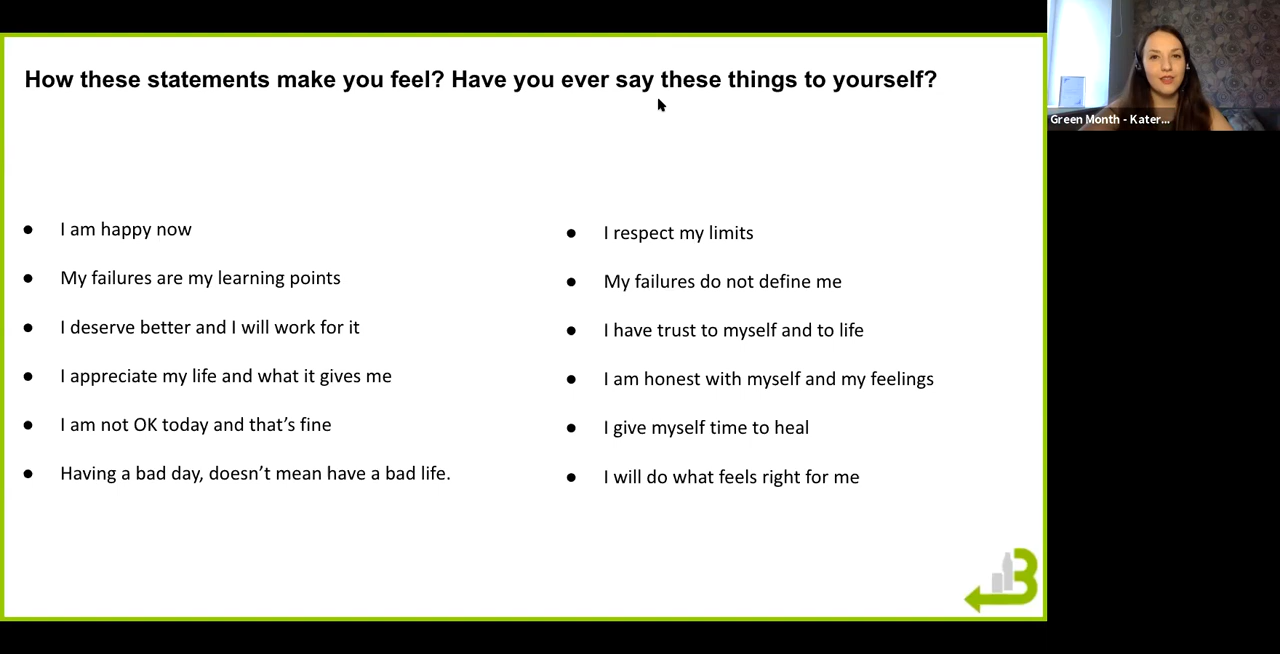 How these statements make you feel? Have you ever say these things to yourself?
I am happy now
My failures are my learning points
I deserve better and I will work for it
I appreciate my life and what it gives me
I am not OK today and that’s fine
Having a bad day, doesn’t mean have a bad life.
I respect my limits
My failures do not define me
I have trust to myself and to life
I am honest with myself and my feelings
I give myself time to heal
I will do what feels right for me
Green Month - Kater...